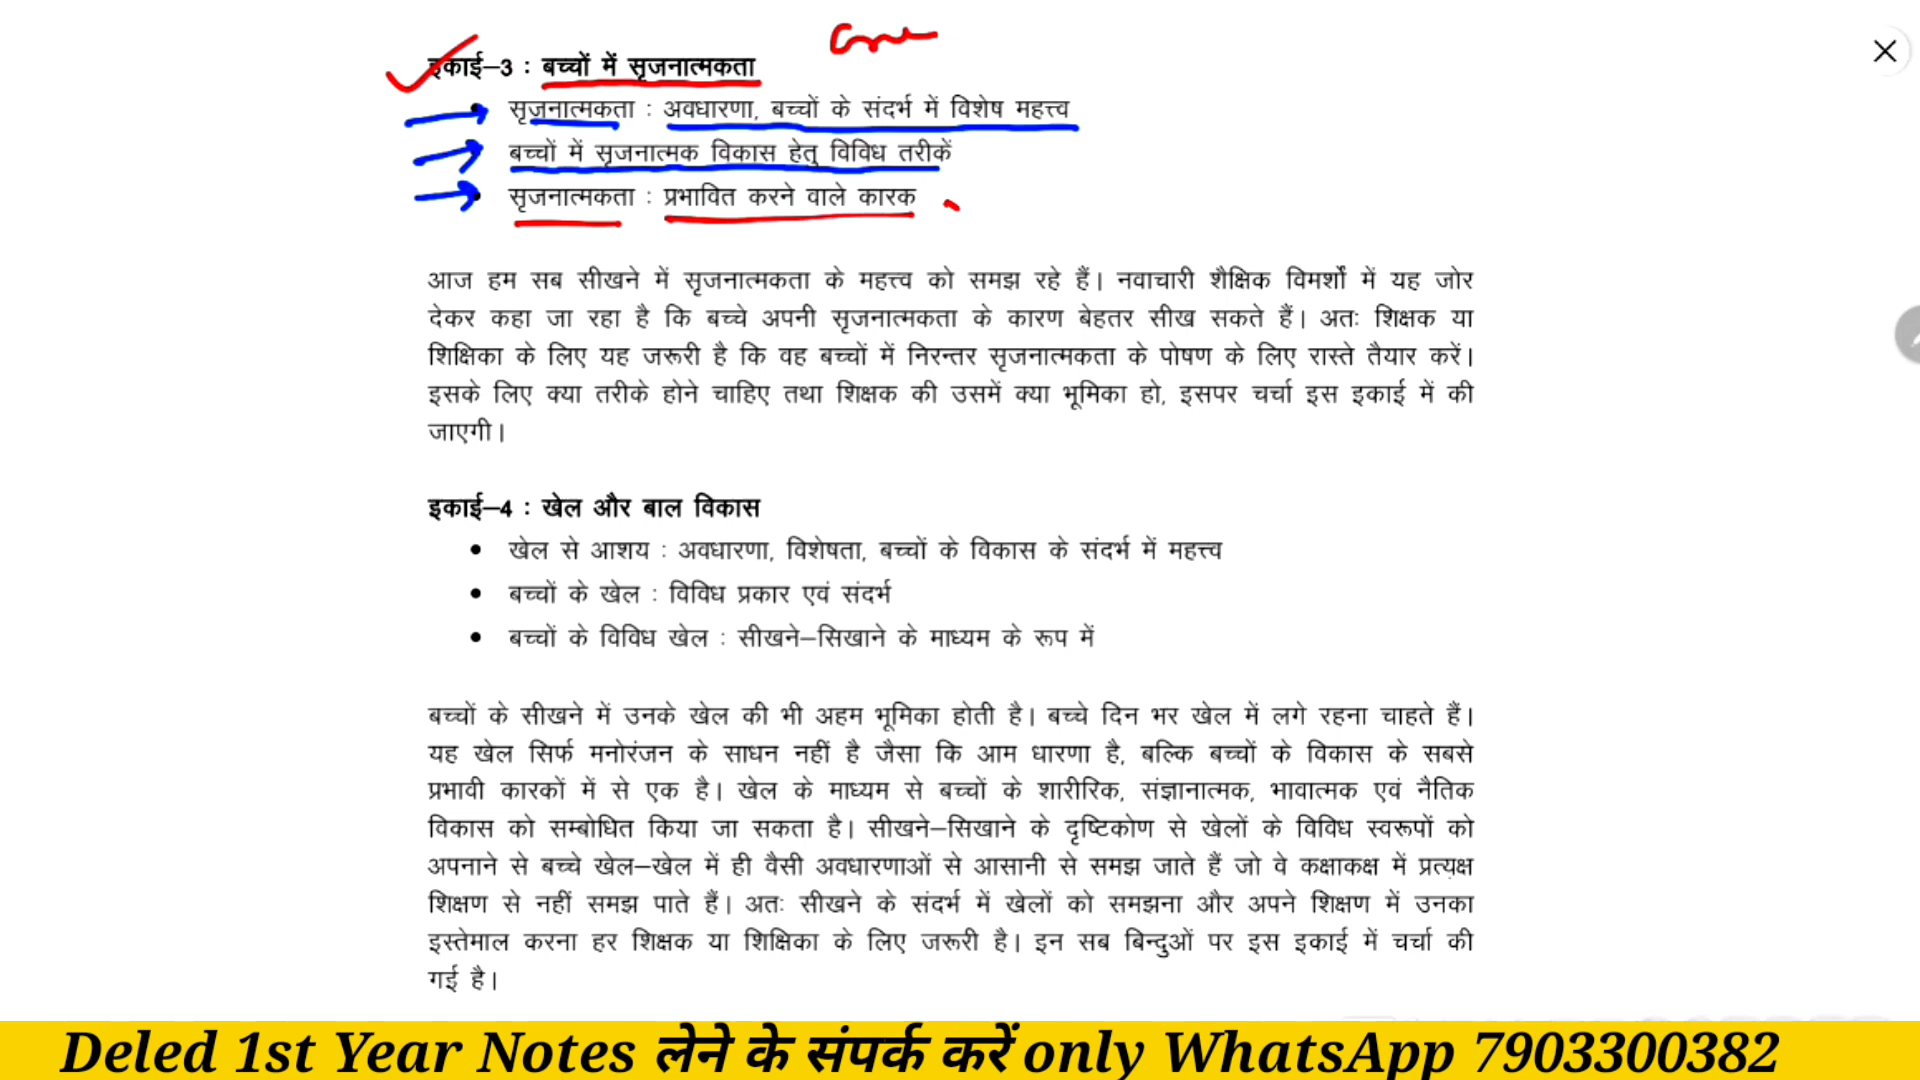 इकाई–3 : बच्चों में सृजनात्मकता
सृजनात्मकता : अवधारणा, बच्चों के संदर्भ में विशेष महत्त्व
बच्चों में सृजनात्मक विकास हेतु विविध तरीकें
सृजनात्मकता : प्रभावित करने वाले कारक
आज हम सब सीखने में सृजनात्मकता के महत्त्व को समझ रहे हैं। नवाचारी शैक्षिक विमर्शों में यह जोर
देकर कहा जा रहा है कि बच्चे अपनी सृजनात्मकता के कारण बेहतर सीख सकते हैं। अतः शिक्षक या
शिक्षिका के लिए यह जरूरी है कि वह बच्चों में निरन्तर सृजनात्मकता के पोषण के लिए रास्ते तैयार करें।
इसके लिए क्या तरीके होने चाहिए तथा शिक्षक की उसमें क्या भूमिका हो, इसपर चर्चा इस इकाई में की
जाएगी।
इकाई–4 : खेल और बाल विकास
• खेल से आशय : अवधारणा, विशेषता, बच्चों के विकास के संदर्भ में महत्त्व
• बच्चों के खेल : विविध प्रकार एवं संदर्भ
• बच्चों के विविध खेल : सीखने–सिखाने के माध्यम के रूप में
बच्चों के सीखने में उनके खेल की भी अहम भूमिका होती है। बच्चे दिन भर खेल में लगे रहना चाहते हैं।
यह खेल सिर्फ मनोरंजन के साधन नहीं है जैसा कि आम धारणा है, बल्कि बच्चों के विकास के सबसे
प्रभावी कारकों में से एक है। खेल के माध्यम से बच्चों के शारीरिक, संज्ञानात्मक, भावात्मक एवं नैतिक
विकास को सम्बोधित किया जा सकता है। सीखने–सिखाने के दृष्टिकोण से खेलों के विविध स्वरूपों को
अपनाने से बच्चे खेल–खेल में ही वैसी अवधारणाओं से आसानी से समझ जाते हैं जो वे कक्षाकक्ष में प्रत्यक्ष
शिक्षण से नहीं समझ पाते हैं। अतः सीखने के संदर्भ में खेलों को समझना और अपने शिक्षण में उनका
इस्तेमाल करना हर शिक्षक या शिक्षिका के लिए जरूरी है। इन सब बिन्दुओं पर इस इकाई में चर्चा की
गई है।
Deled 1st Year Notes लेने के संपर्क करें only WhatsApp 7903300382